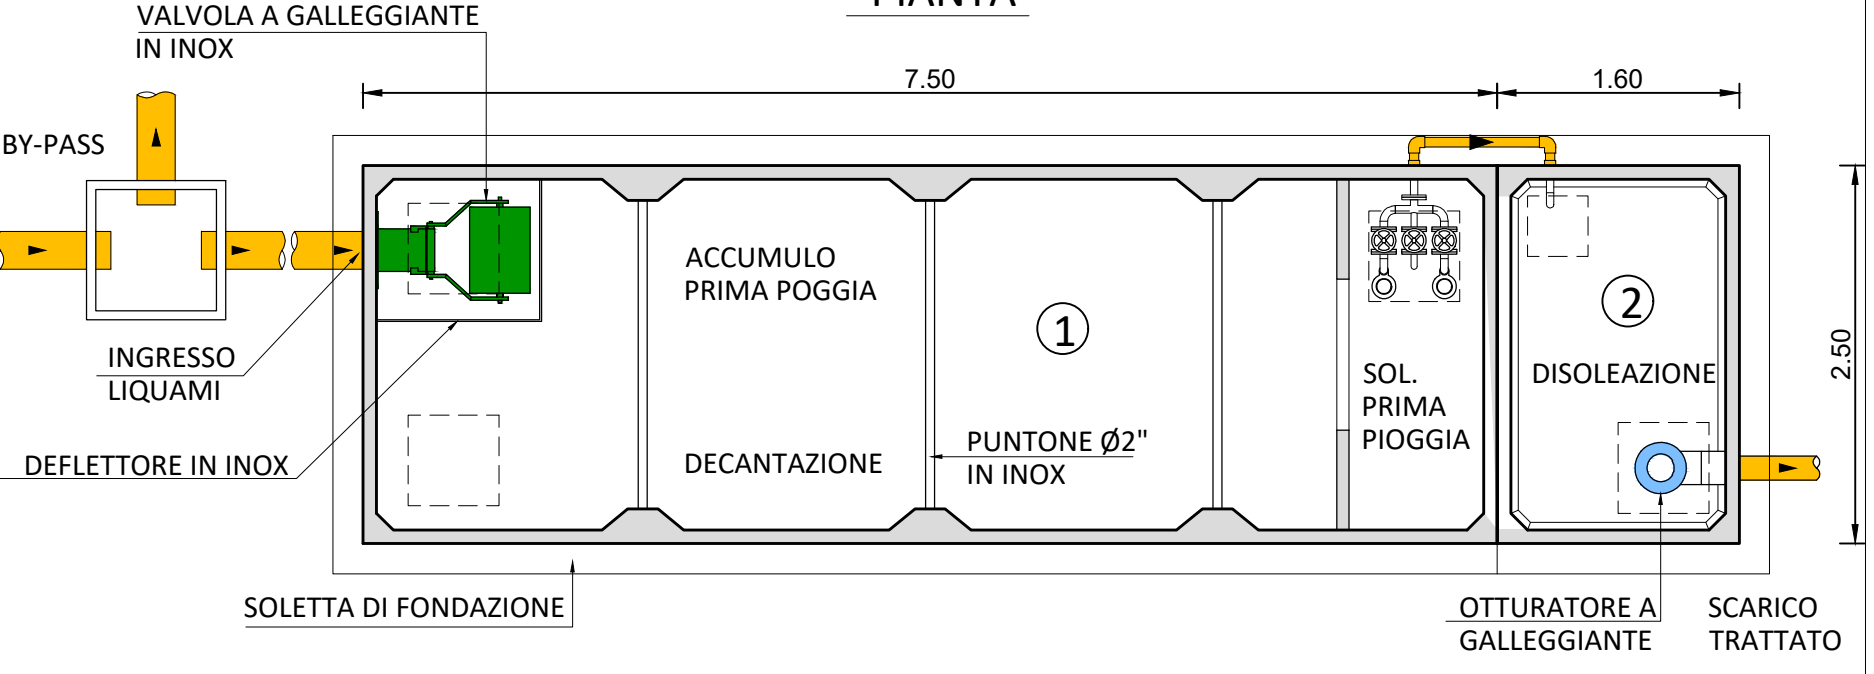 VALVOLA A GALLEGGIANTE
IN INOX
PIANTA
7.50
1.60
BY-PASS
ACCUMULO
PRIMA POGGIA
1
2
2.50
INGRESSO
LIQUAMI
SOL.
PRIMA
PIOGGIA
DISOLEAZIONE
DEFLETTORE IN INOX
DECANTAZIONE
PUNTONE Ø2"
IN INOX
SOLETTA DI FONDAZIONE
OTTURATORE A
GALLEGGIANTE
SCARICO
TRATTATO